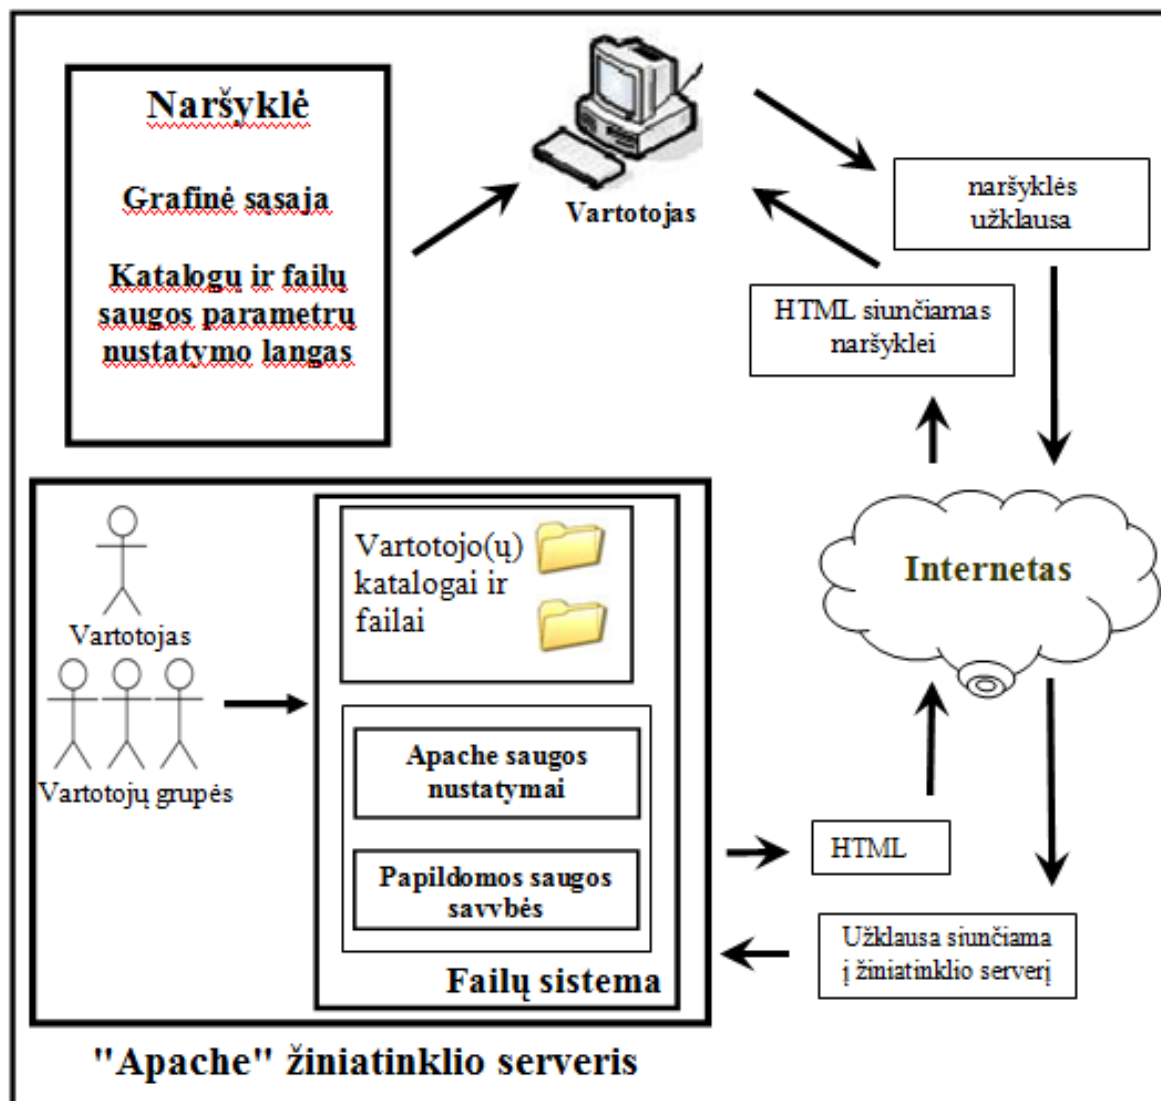 Naršyklė
Grafinė sąsaja
Katalogų ir failų
saugos parametrų
nustatymo langas
Vartotojas
naršyklės
užklausa
HTML siunčiamas
naršyklei
Internetas
Vartotojas
Vartotojų grupės
Vartotojo(ų)
katalogai ir
failai
Apache saugos
nustatymai
Papildomos saugos
savybės
Failų sistema
HTML
Užklausa siunčiama
į žiniatinklio serverį
"Apache" žiniatinklio serveris